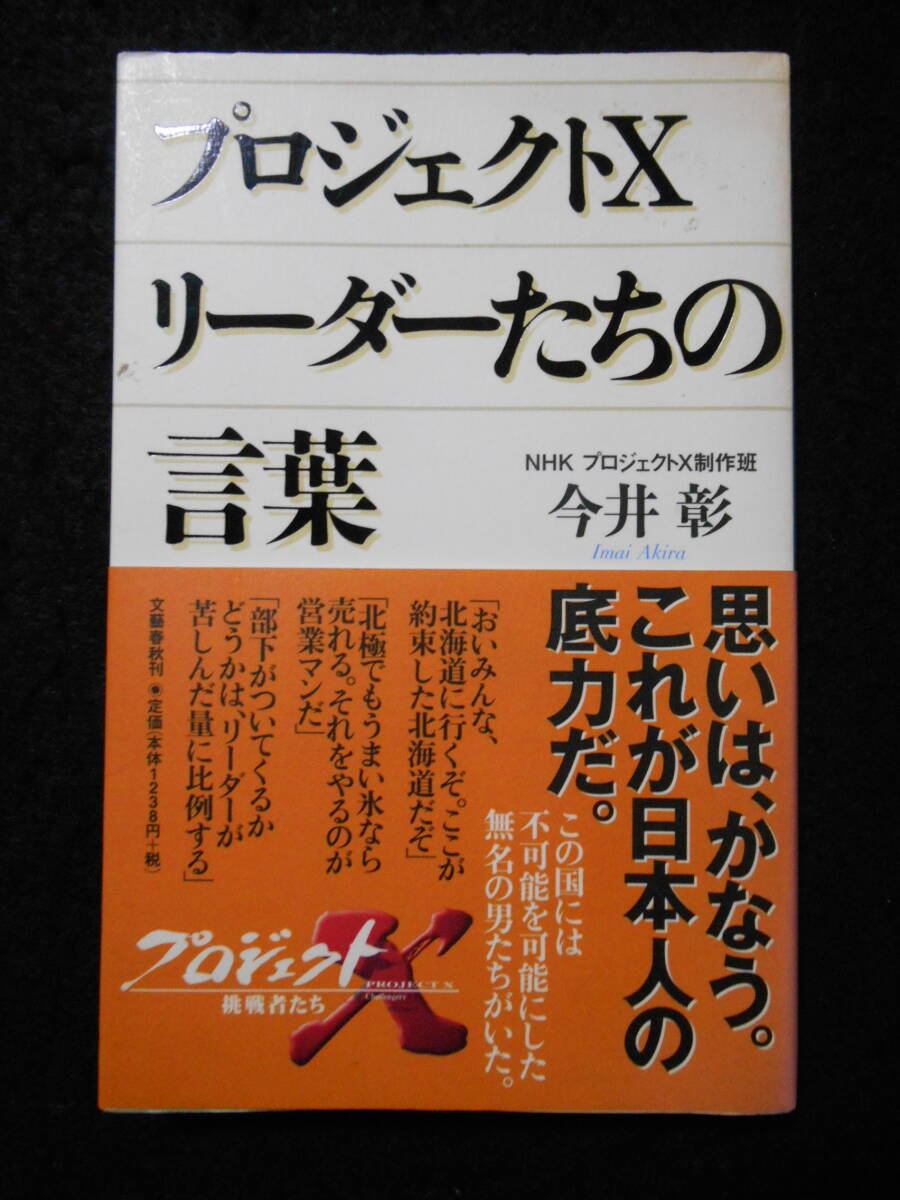 プロジェクトX
リーダーたちの
言葉
NHK プロジェクトX制作班
今井 彰
Imai Akira
思いは、かなう。
これが日本人の
底力だ。
この国には
不可能を可能にした
無名の男たちがいた。
「おいみんな、
北海道に行くぞ。ここが
約束した北海道だぞ」
「北極でもうまい氷なら
売れる。それをやるのが
営業マンだ」
「部下がついてくるか
どうかは、リーダーが
苦しんだ量に比例する」
文藝春秋刊●定価(本体1238円+税)
プロジェクトX
PROJECT X
Challengers
挑戦者たち